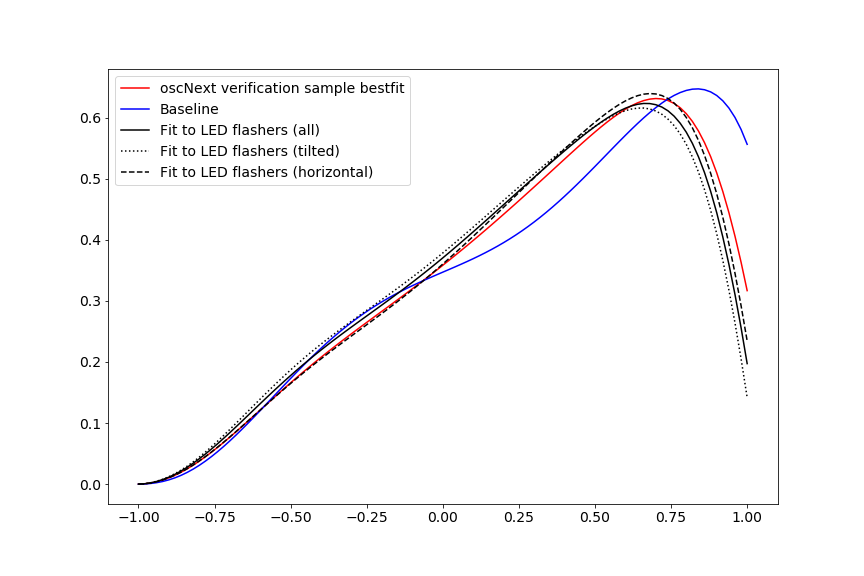 oscNext verification sample bestfit
Baseline
Fit to LED flashers (all)
Fit to LED flashers (tilted)
Fit to LED flashers (horizontal)
0.6
0.5
0.4
0.3
0.2
0.1
0.0
−1.00 −0.75 −0.50 −0.25 0.00 0.25 0.50 0.75 1.00